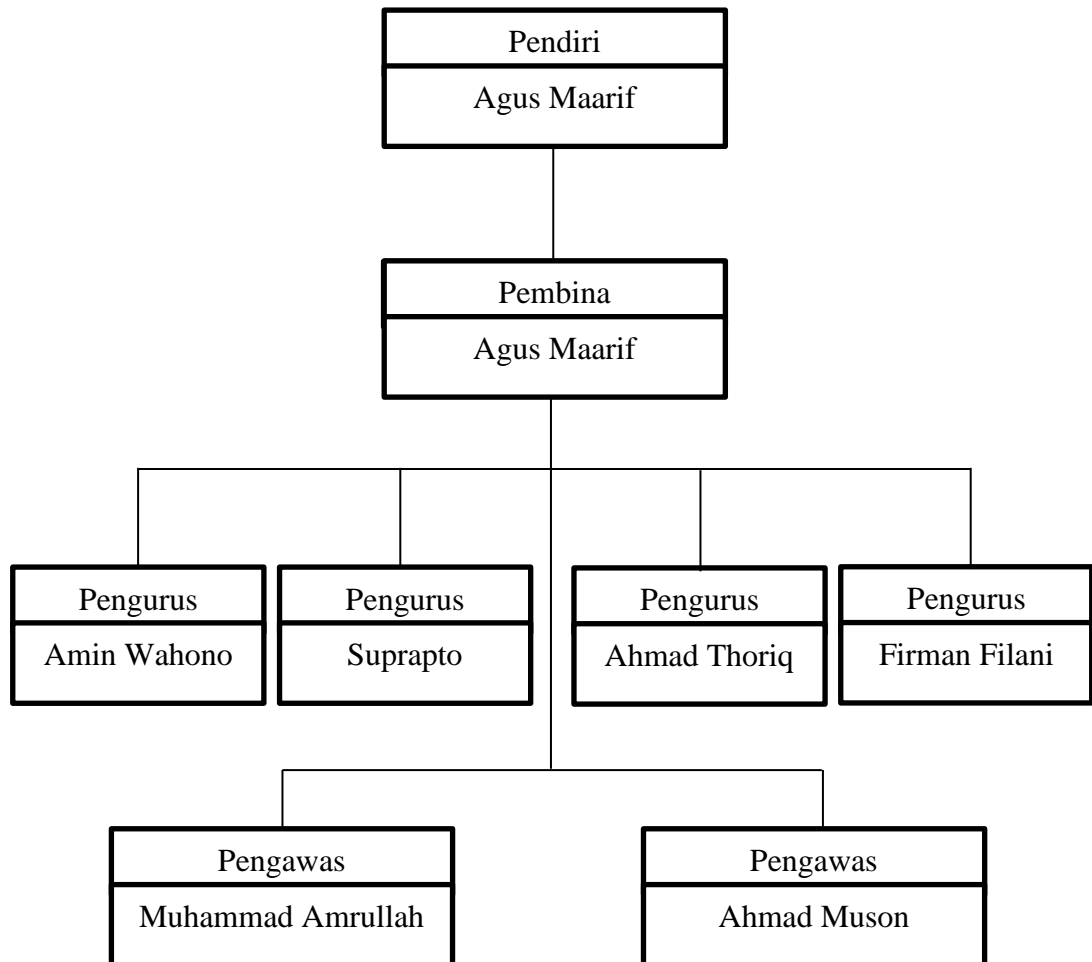 Pendiri
Agus Maarif
Pembina
Agus Maarif
Pengurus
Amin Wahono
Pengurus
Suprapto
Pengurus
Ahmad Thoriq
Pengurus
Firman Filani
Pengawas
Muhammad Amrullah
Pengawas
Ahmad Muson